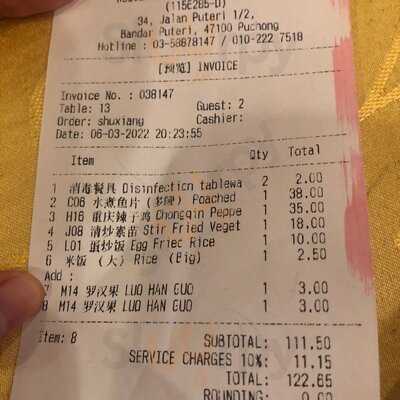 (115E285-D)
34, Jalan Puteri 1/2,
Bandar Puteri, 47100 Puchong
Hotline : 03-58878147 / 010-222 7518
[预览] INVOICE
Invoice No. : 038147
Table: 13 Guest: 2
Order: shuxiang Cashier:
Date: 06-03-2022 20:23:55
Item Qty Total
1 消毒餐具 Disinfection tablewa 2 2.00
2 C06 水煮鱼片 Poached 1 38.00
3 H16 重庆辣子鸡 Chongqin Peppe 1 35.00
4 J08 清炒素苗 Stir Fried Veget 1 18.00
5 L01 蛋炒饭 Egg Fried Rice 1 10.00
6 米饭 (大) Rice (Big) 1 2.50
Add :
7 M14 罗汉果 LUO HAN GUO 1 3.00
8 M14 罗汉果 LUO HAN GUO 1 3.00
Item: 8 SUBTOTAL: 111.50
SERVICE CHARGES 10%: 11.15
TOTAL: 122.65
ROUNDING: 0.00